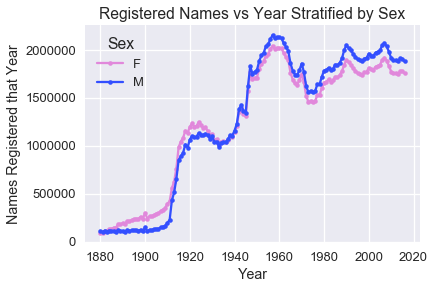 Registered Names vs Year Stratified by Sex
Names Registered that Year
2000000
1500000
1000000
500000
0
Sex
F
M
1880 1900 1920 1940 1960 1980 2000 2020
Year